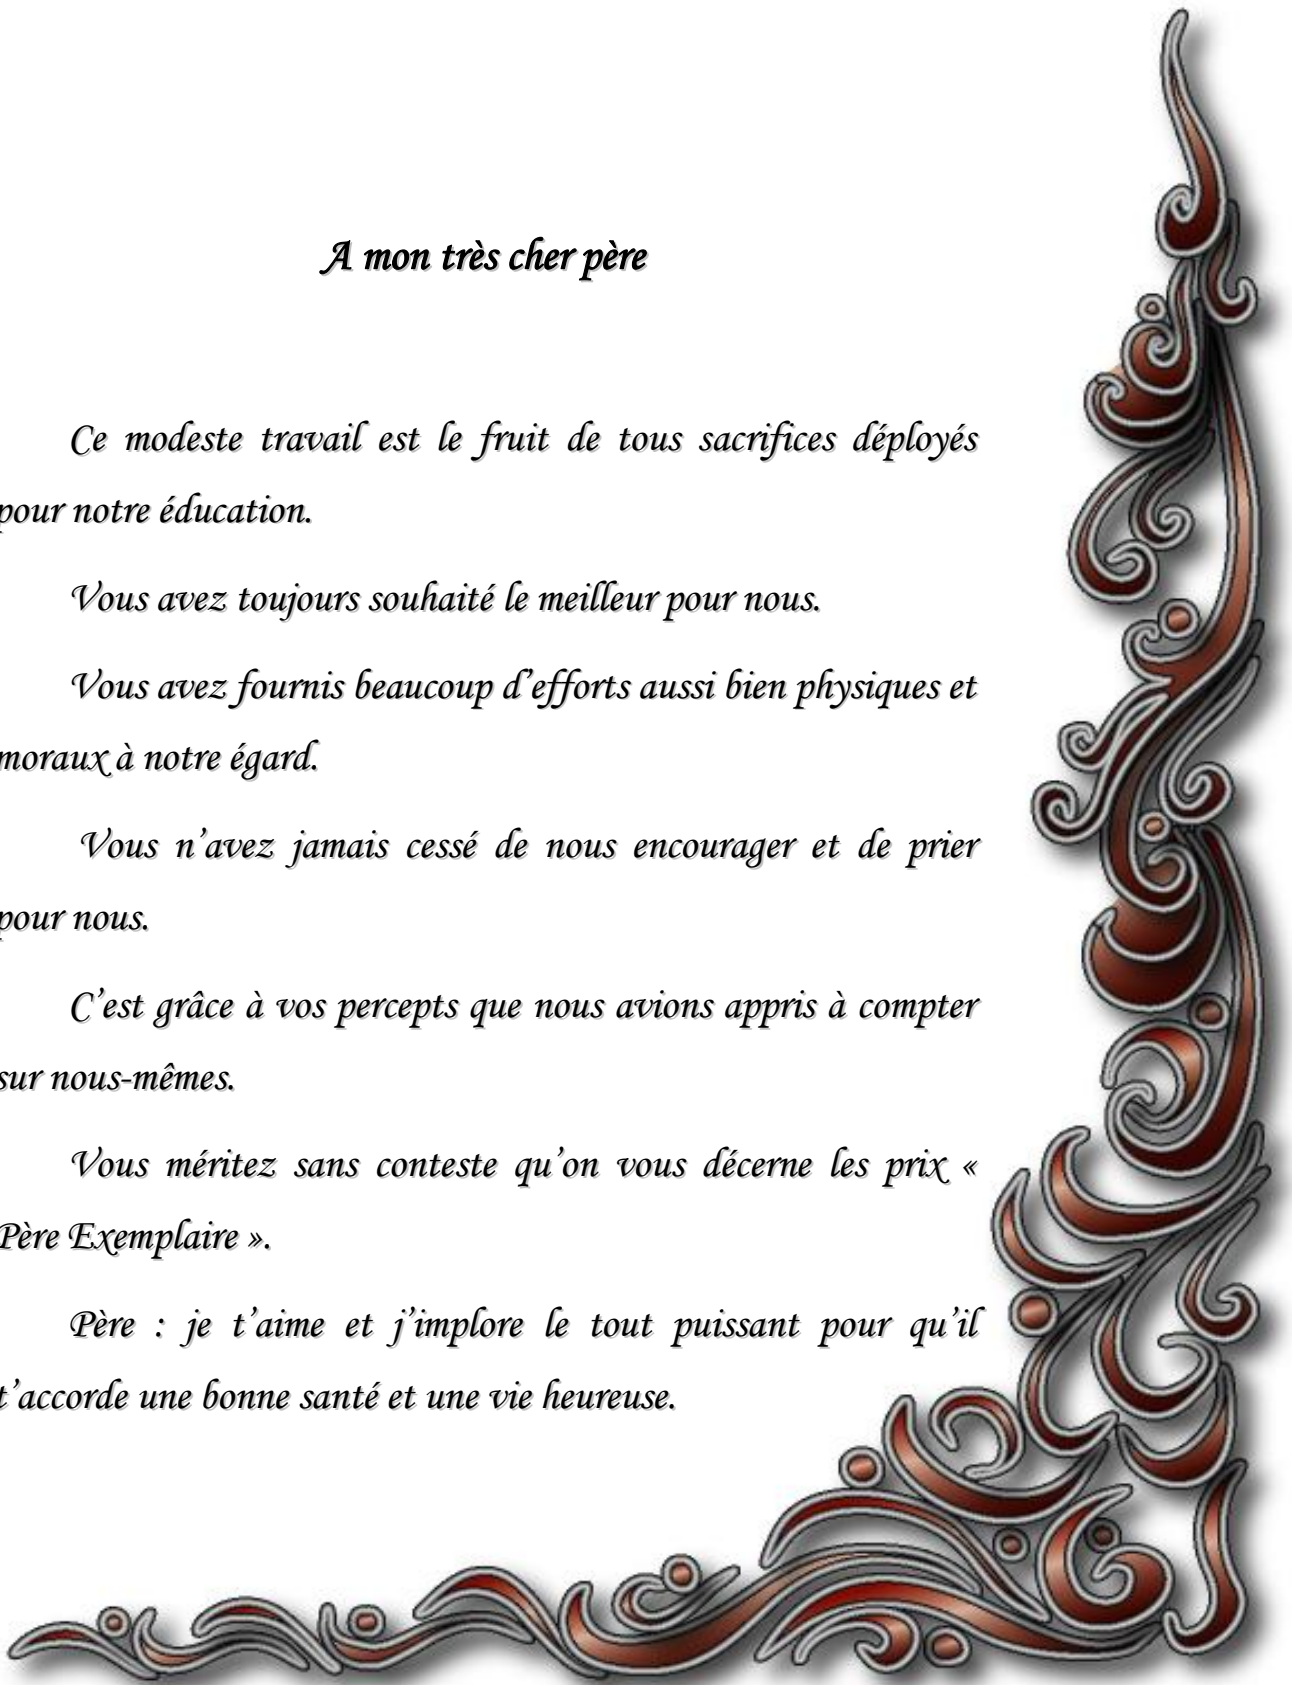 A mon très cher père
Ce modeste travail est le fruit de tous sacrifices déployés
pour notre éducation.
Vous avez toujours souhaité le meilleur pour nous.
Vous avez fournis beaucoup d’efforts aussi bien physiques et
moraux à notre égard.
Vous n’avez jamais cessé de nous encourager et de prier
pour nous.
C’est grâce à vos percepts que nous avions appris à compter
sur nous-mêmes.
Vous méritez sans conteste qu’on vous décerne les prix «
Père Exemplaire ».
Père : je t’aime et j’implore le tout puissant pour qu’il
t’accorde une bonne santé et une vie heureuse.